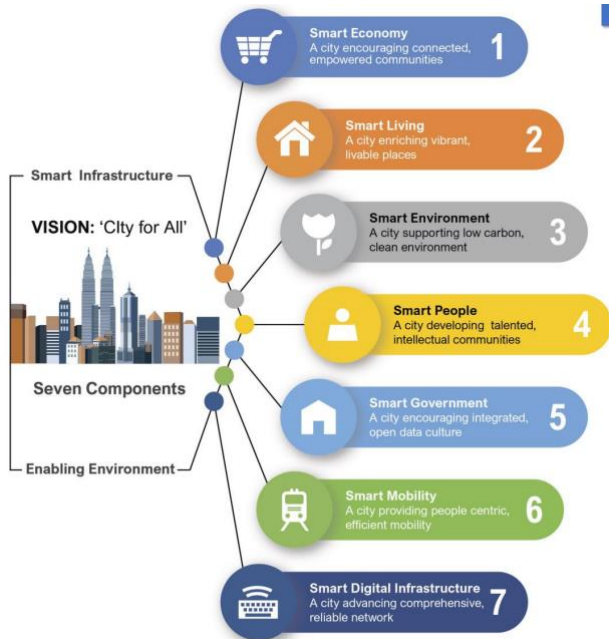 Smart Economy
A city encouraging connected,
empowered communities
1
Smart Living
A city enriching vibrant,
livable places
2
Smart Infrastructure
VISION: 'CIty for All'
Smart Environment
A city supporting low carbon,
clean environment
3
Smart People
A city developing talented,
intellectual communities
4
Seven Components
Smart Government
A city encouraging integrated,
open data culture
5
Enabling Environment
Smart Mobility
A city providing people centric,
efficient mobility
6
Smart Digital Infrastructure
A city advancing comprehensive,
reliable network
7